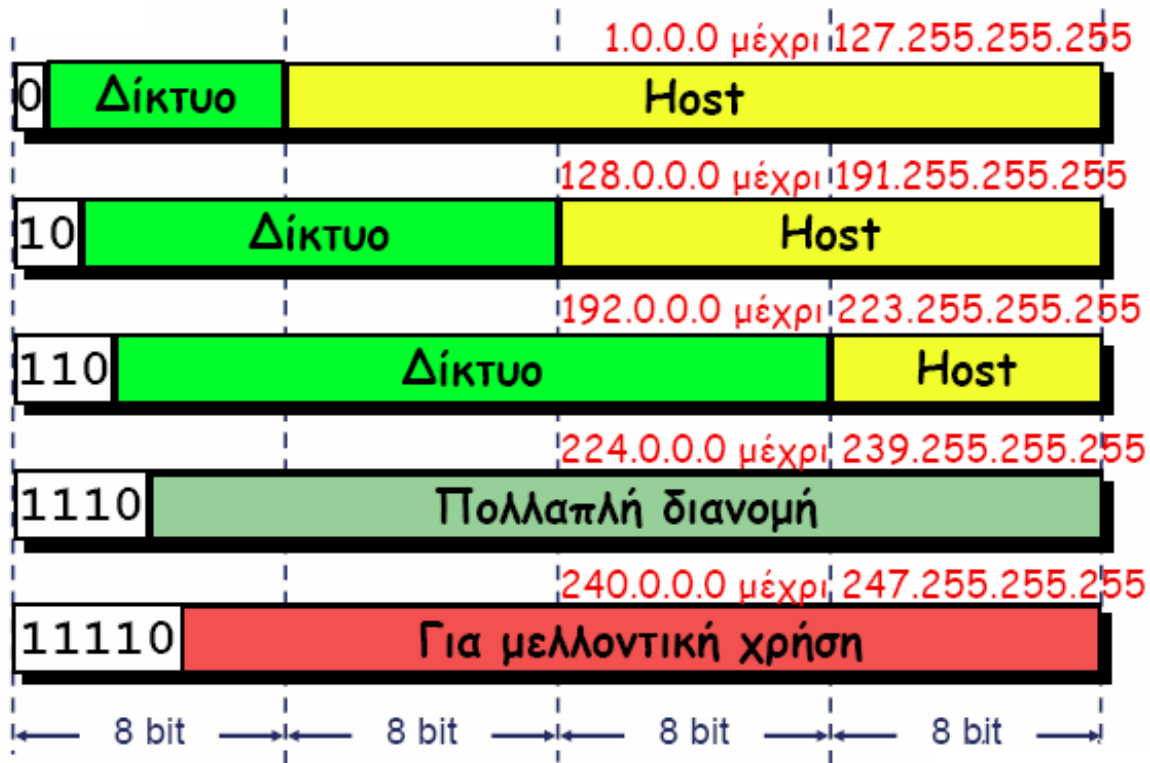 1.0.0.0 μέχρι 127.255.255.255
0 Δίκτυο Host
128.0.0.0 μέχρι 191.255.255.255
10 Δίκτυο Host
192.0.0.0 μέχρι 223.255.255.255
110 Δίκτυο Host
224.0.0.0 μέχρι 239.255.255.255
1110 Πολλαπλή διανομή
240.0.0.0 μέχρι 247.255.255.255
11110 Για μελλοντική χρήση
8 bit 8 bit 8 bit 8 bit